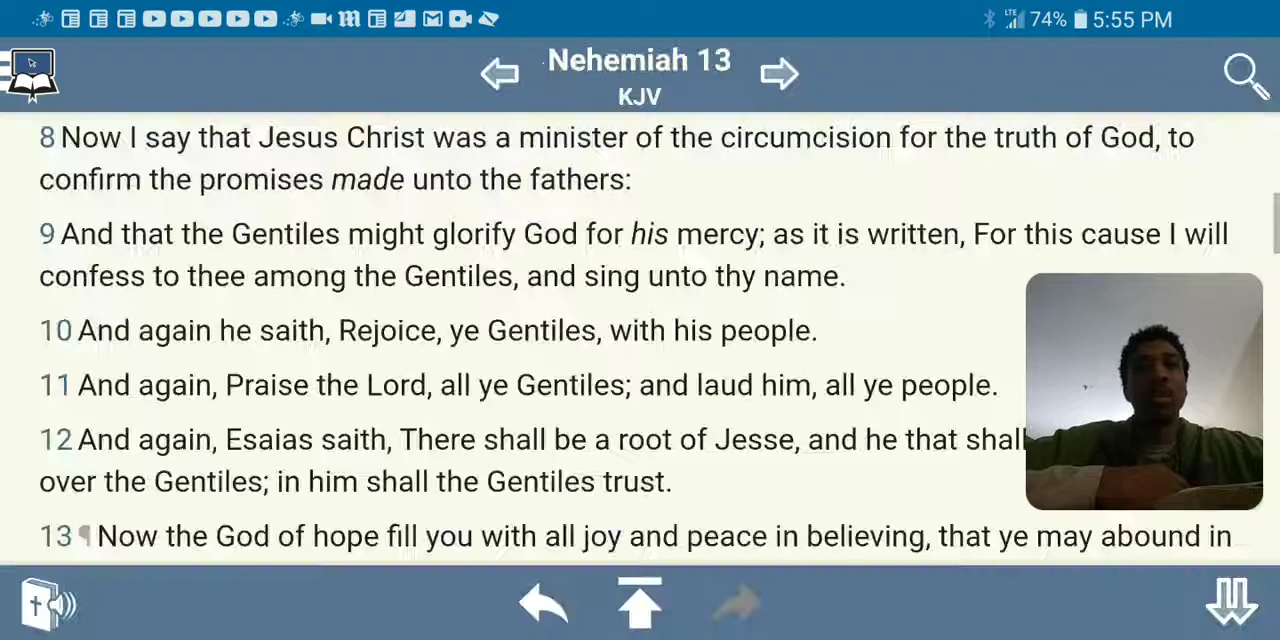 LTE 74% 5:55 PM
Nehemiah 13
KJV
8 Now I say that Jesus Christ was a minister of the circumcision for the truth of God, to
confirm the promises made unto the fathers:
9 And that the Gentiles might glorify God for his mercy; as it is written, For this cause I will
confess to thee among the Gentiles, and sing unto thy name.
10 And again he saith, Rejoice, ye Gentiles, with his people.
11 And again, Praise the Lord, all ye Gentiles; and laud him, all ye people.
12 And again, Esaias saith, There shall be a root of Jesse, and he that shall
over the Gentiles; in him shall the Gentiles trust.
13 ¶ Now the God of hope fill you with all joy and peace in believing, that ye may abound in